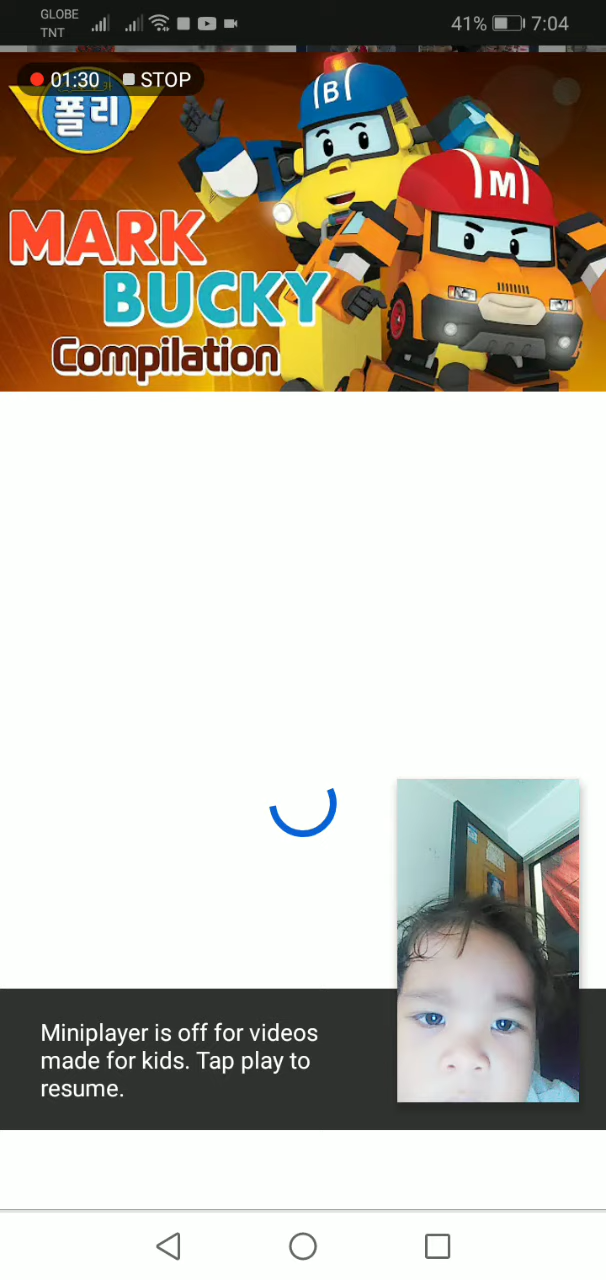 GLOBE
TNT
41%
7:04
01:30
STOP
폴리
B
M
MARK
BUCKY
Compilation
Miniplayer is off for videos
made for kids. Tap play to
resume.